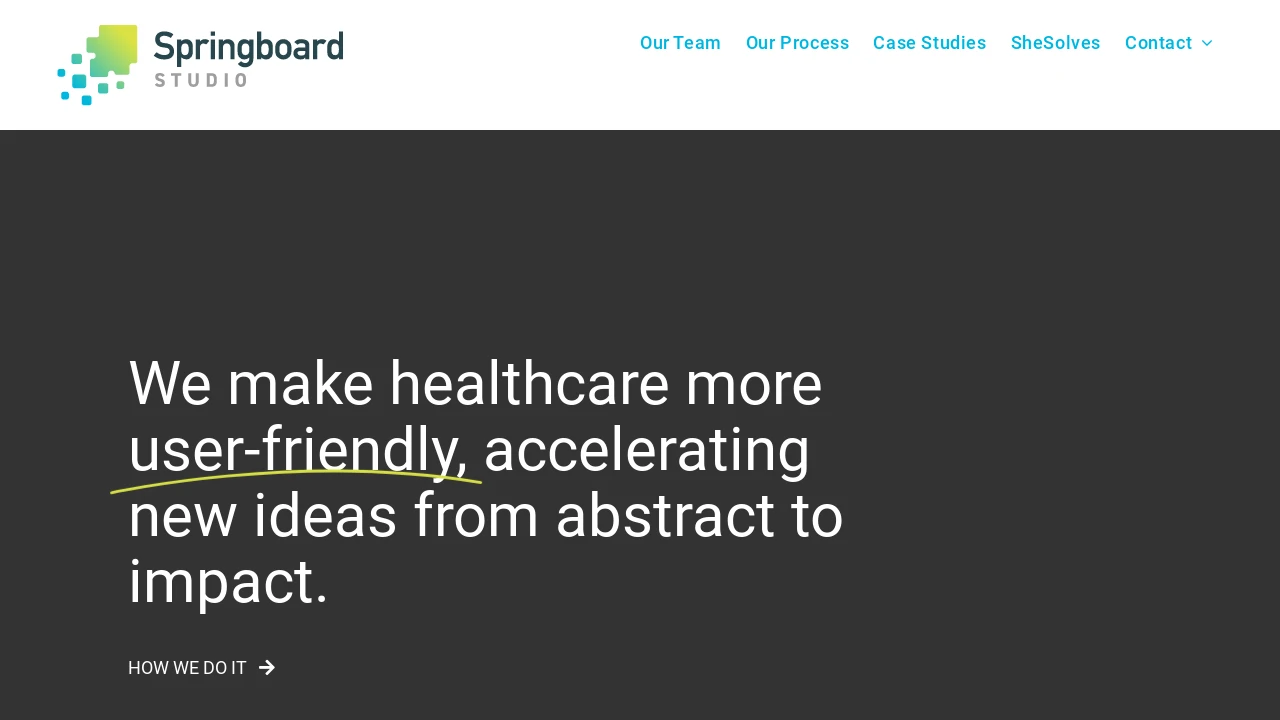 Springboard
STUDIO
Our Team
Our Process
Case Studies
SheSolves
Contact
We make healthcare more
user-friendly, accelerating
new ideas from abstract to
impact.
HOW WE DO IT